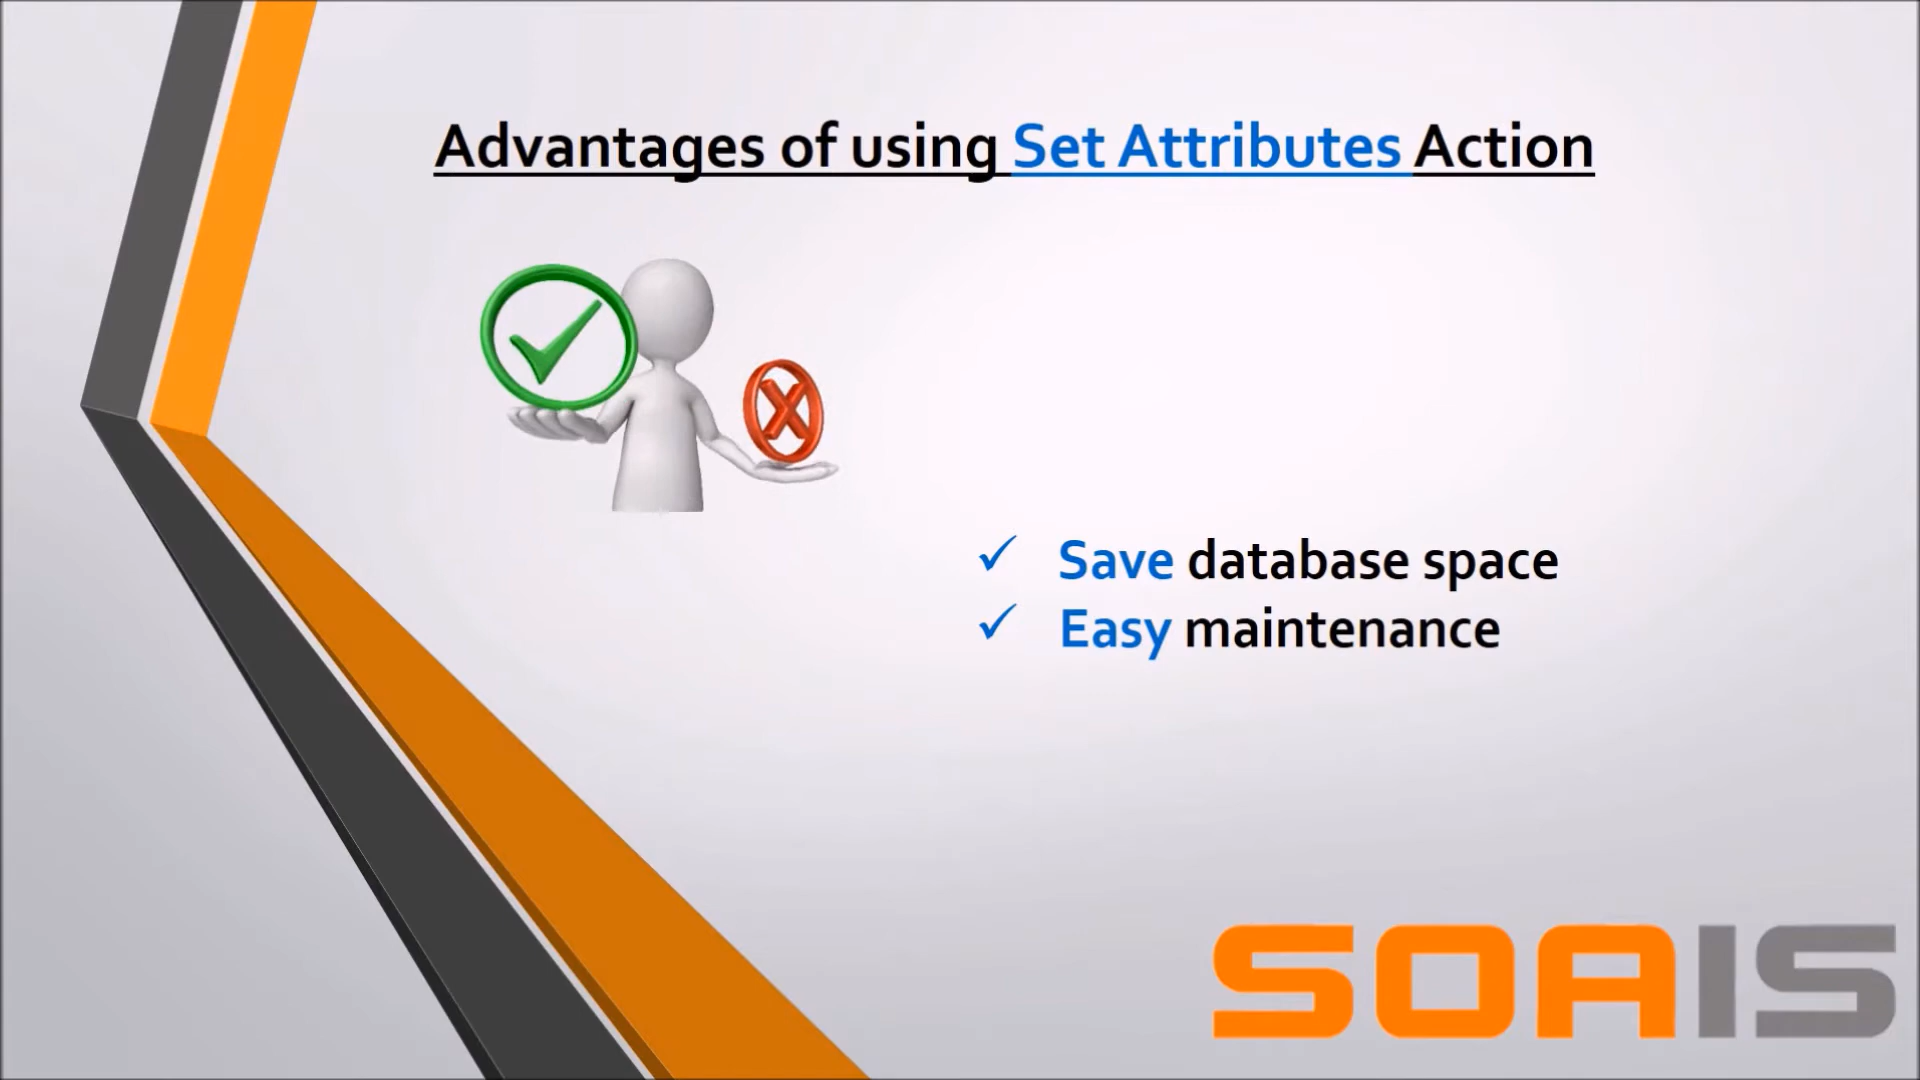 Advantages of using Set Attributes Action
Save database space
Easy maintenance
SOAIS